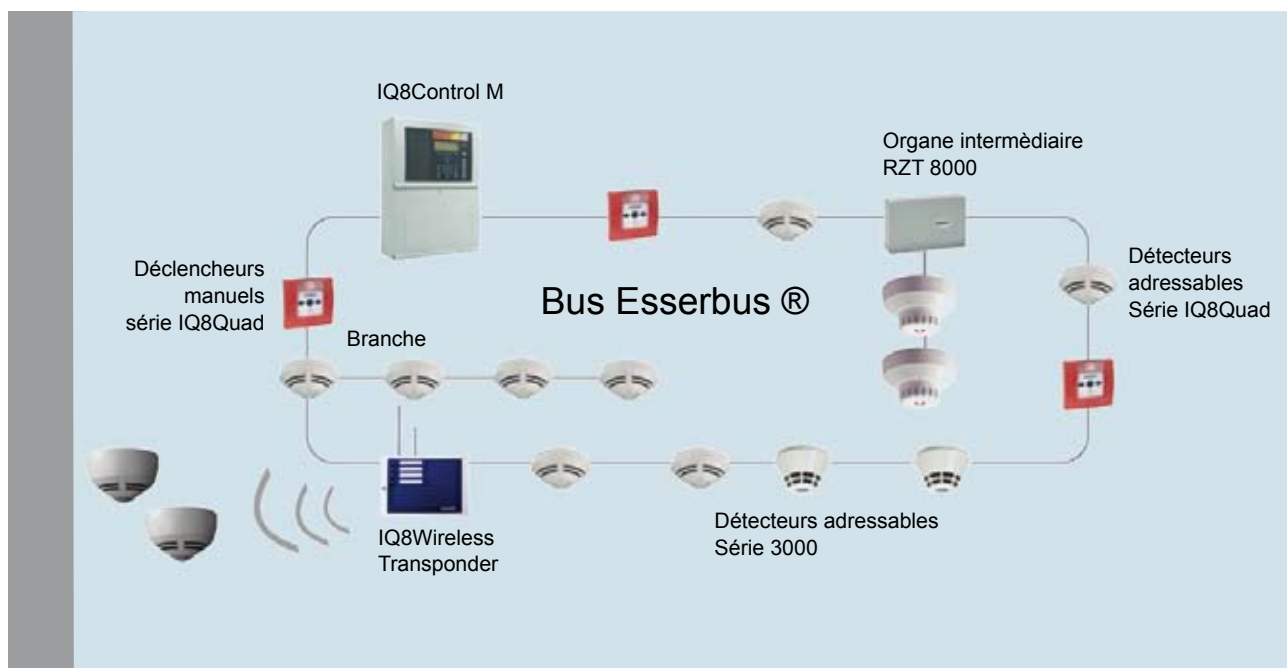 IQ8Control M
Organe intermèdiaire
RZT 8000
Déclencheurs
manuels
série IQ8Quad
Bus Esserbus ®
Détecteurs
adressables
Série IQ8Quad
Branche
IQ8Wireless
Transponder
Détecteurs adressables
Série 3000